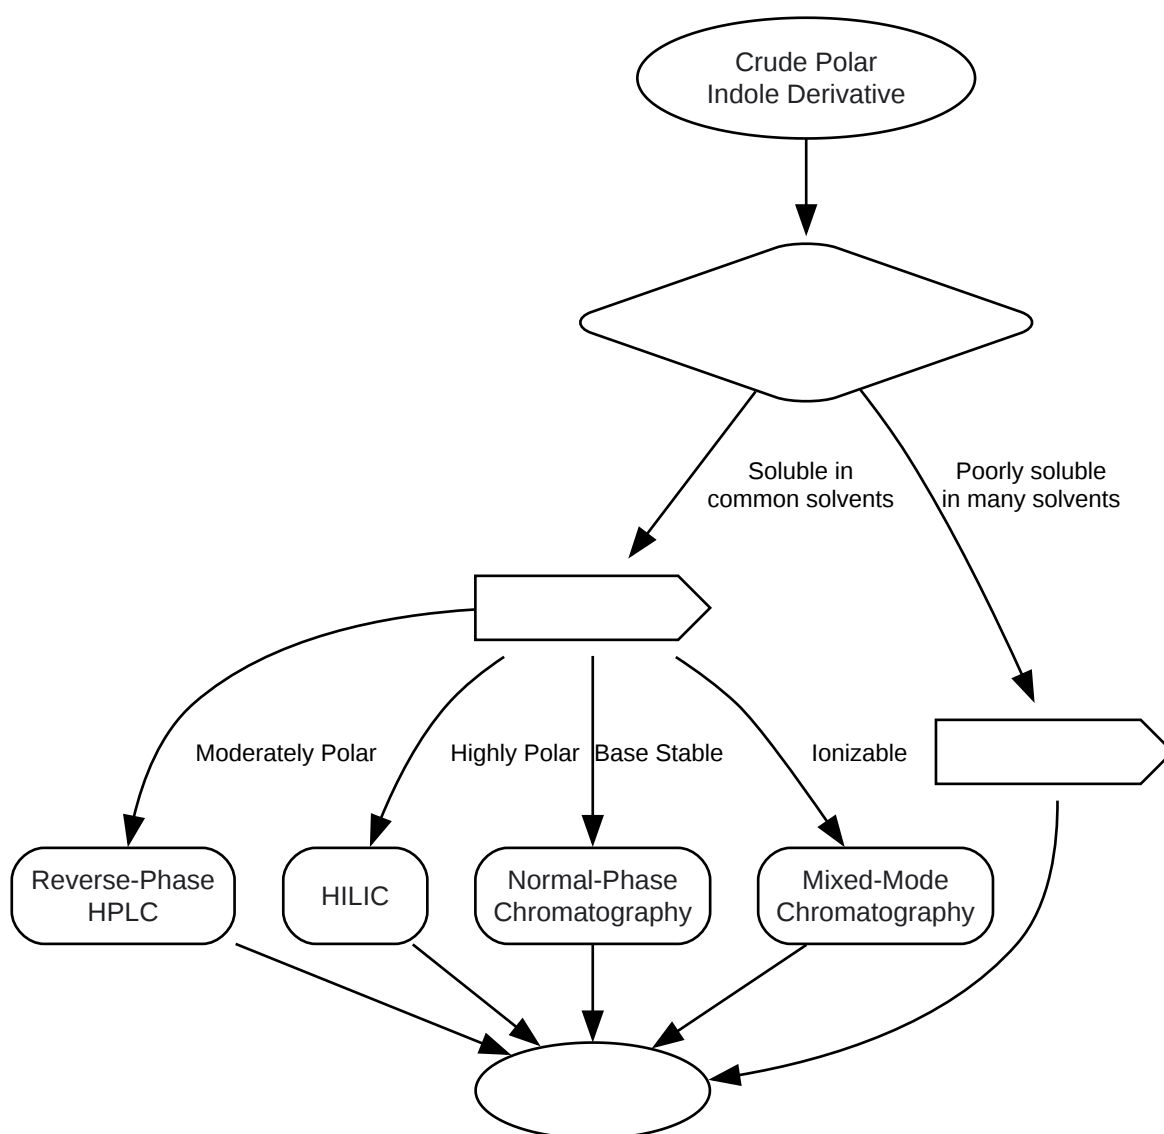 Crude Polar
Indole Derivative
Soluble in
common solvents
Poorly soluble
in many solvents
Moderately Polar
Highly Polar
Base Stable
Ionizable
Reverse-Phase
HPLC
HILIC
Normal-Phase
Chromatography
Mixed-Mode
Chromatography